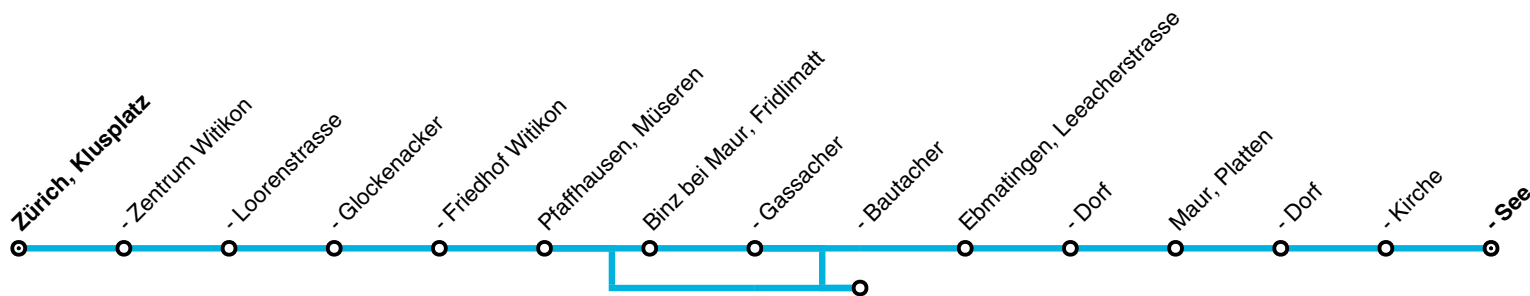 Zürich, Klusplatz
- Zentrum Witikon
- Loorenstrasse
- Glockenacker
- Friedhof Witikon
Pfaffhausen, Müseren
Binz bei Maur, Fridlimatt
- Gassacher
- Bautacher
Ebmatingen, Leeacherstrasse
- Dorf
Maur, Platten
- Dorf
- Kirche
- See